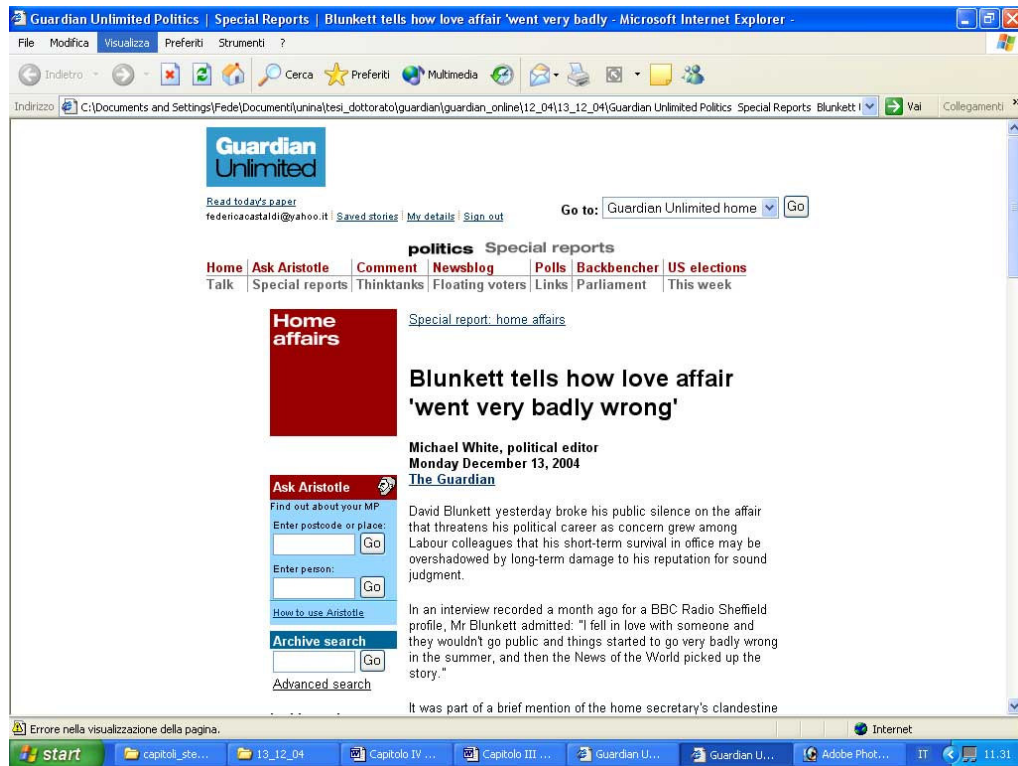 Guardian Unlimited Politics | Special Reports | Blunkett tells how love affair 'went very badly - Microsoft Internet Explorer -
File Modifica Visualizza Preferiti Strumenti ?
Indietro Cerca Preferiti Multimedia
Indirizzo C:\Documents and Settings\Fede\Documenti\unina\tesi_dottorato\guardian\guardian_online\12_04\13_12_04\Guardian Unlimited Politics Special Reports Blunkett t Vai Collegamenti »
Guardian
Unlimited
Read today's paper
federicacastaldi@yahoo.it | Saved stories | My details | Sign out
Go to: Guardian Unlimited home Go
politics Special reports
Home Ask Aristotle Comment Newsblog Polls Backbencher US elections
Talk Special reports Thinktanks Floating voters Links Parliament This week
Home
affairs
Special report: home affairs
Blunkett tells how love affair
'went very badly wrong'
Michael White, political editor
Monday December 13, 2004
The Guardian
Ask Aristotle
Find out about your MP
Enter postcode or place:
Go
Enter person:
Go
How to use Aristotle
Archive search
Go
Advanced search
David Blunkett yesterday broke his public silence on the affair
that threatens his political career as concern grew among
Labour colleagues that his short-term survival in office may be
overshadowed by long-term damage to his reputation for sound
judgment.
In an interview recorded a month ago for a BBC Radio Sheffield
profile, Mr Blunkett admitted: "I fell in love with someone and
they wouldn't go public and things started to go very badly wrong
in the summer, and then the News of the World picked up the
story."
It was part of a brief mention of the home secretary's clandestine
Errore nella visualizzazione della pagina. Internet
start capitoli_ste... 13_12_04 Capitolo IV ... Capitolo III ... Guardian U... Guardian U... Adobe Phot... IT 11.31